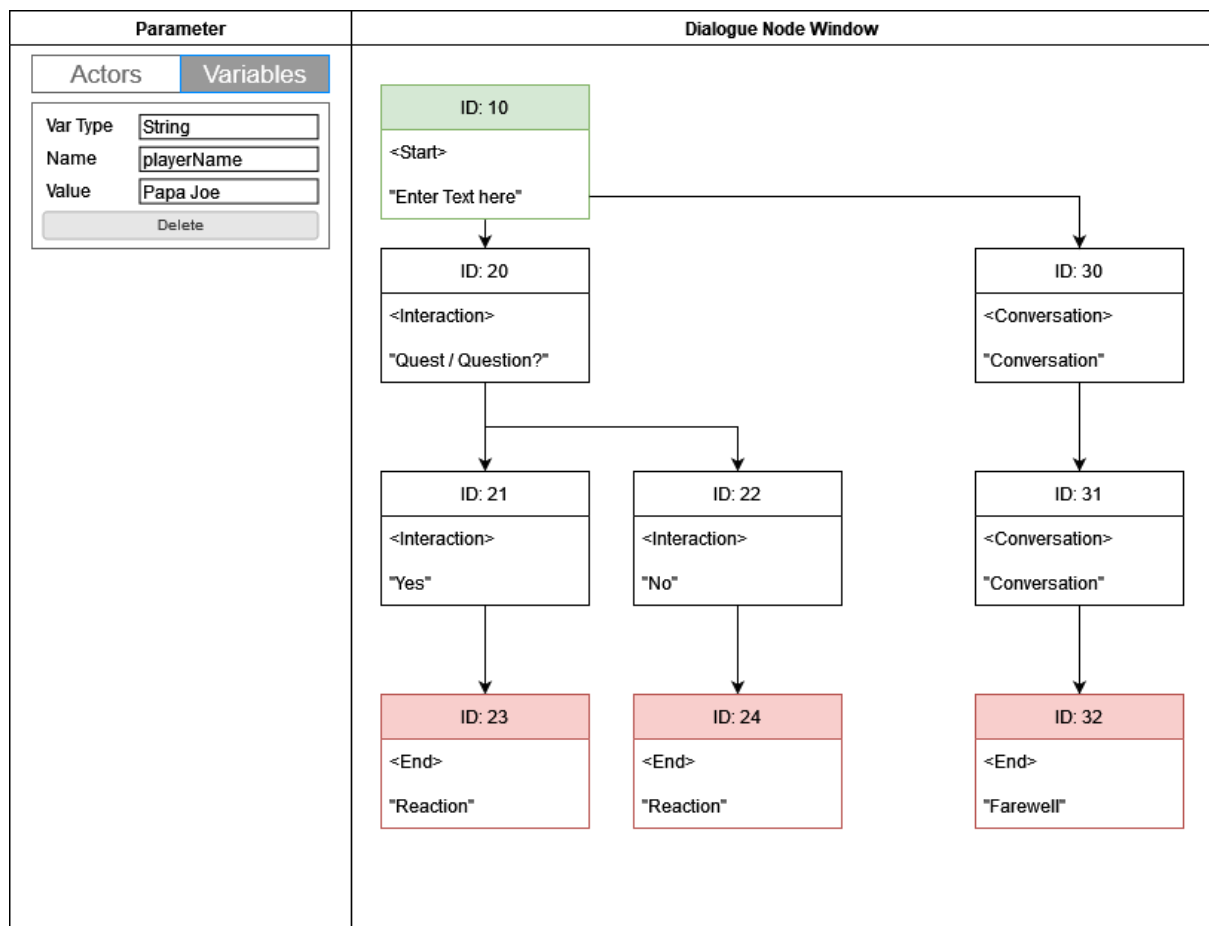 Parameter
Dialogue Node Window
Actors
Variables
Var Type
String
Name
playerName
Value
Papa Joe
Delete
ID: 10
<Start>
"Enter Text here"
ID: 20
<Interaction>
"Quest / Question?"
ID: 30
<Conversation>
"Conversation"
ID: 21
<Interaction>
"Yes"
ID: 22
<Interaction>
"No"
ID: 31
<Conversation>
"Conversation"
ID: 23
<End>
"Reaction"
ID: 24
<End>
"Reaction"
ID: 32
<End>
"Farewell"